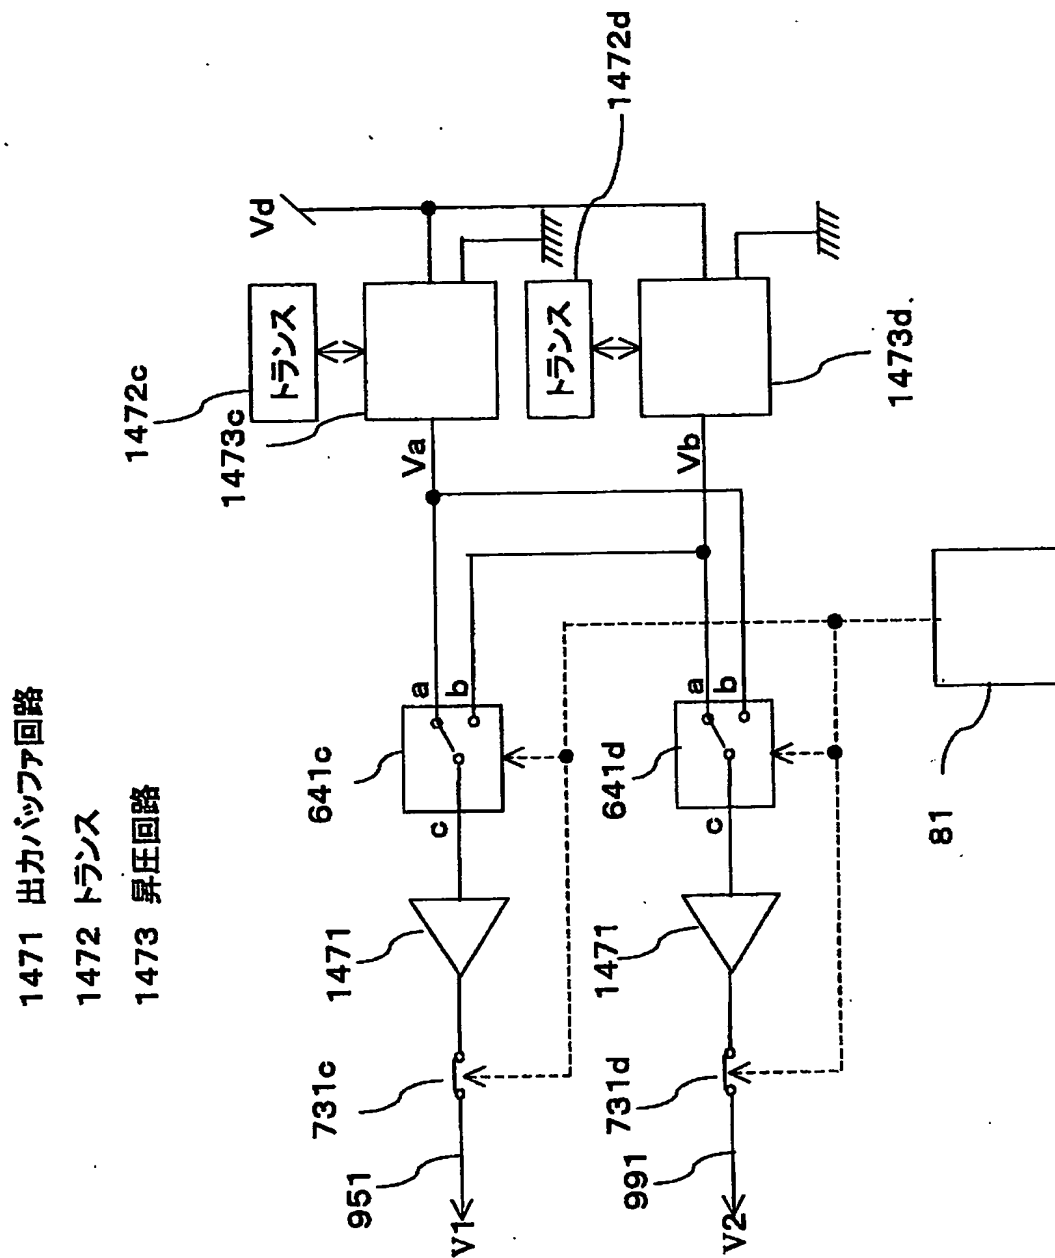 1471 出力バッファ回路
1472 トランス
1473 昇圧回路
1472c
1473c
トランス
Vd
1472d
トランス
1473d
Va
Vb
641c
a
b
c
641d
a
b
c
81
1471
1471
731c
731d
951
991
V1
V2